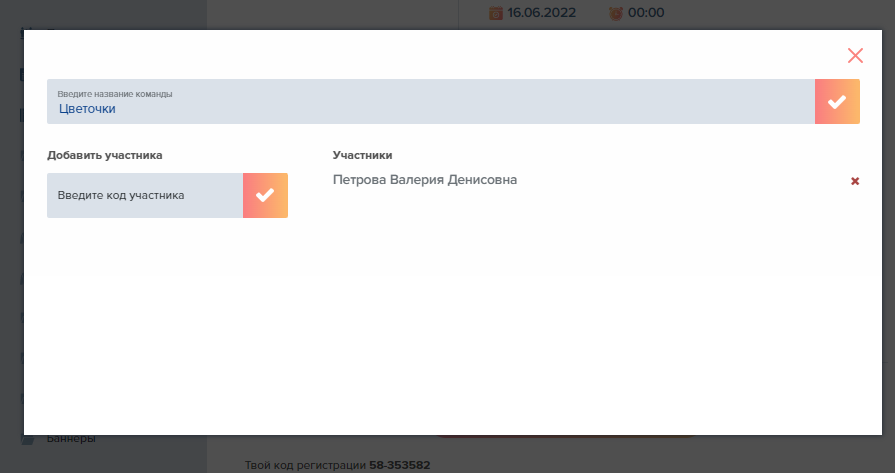 16.06.2022 00:00
Введите название команды
Цветочки
Добавить участника
Участники
Введите код участника
Петрова Валерия Денисовна
Баннеры
Твой код регистрации 58-353582